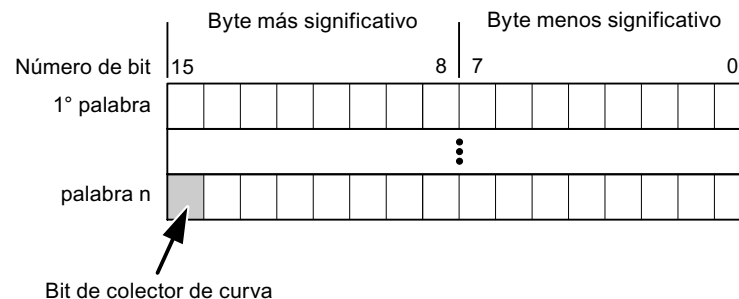 Byte más significativo Byte menos significativo
Número de bit 15 8 7 0
1° palabra
palabra n
Bit de colector de curva